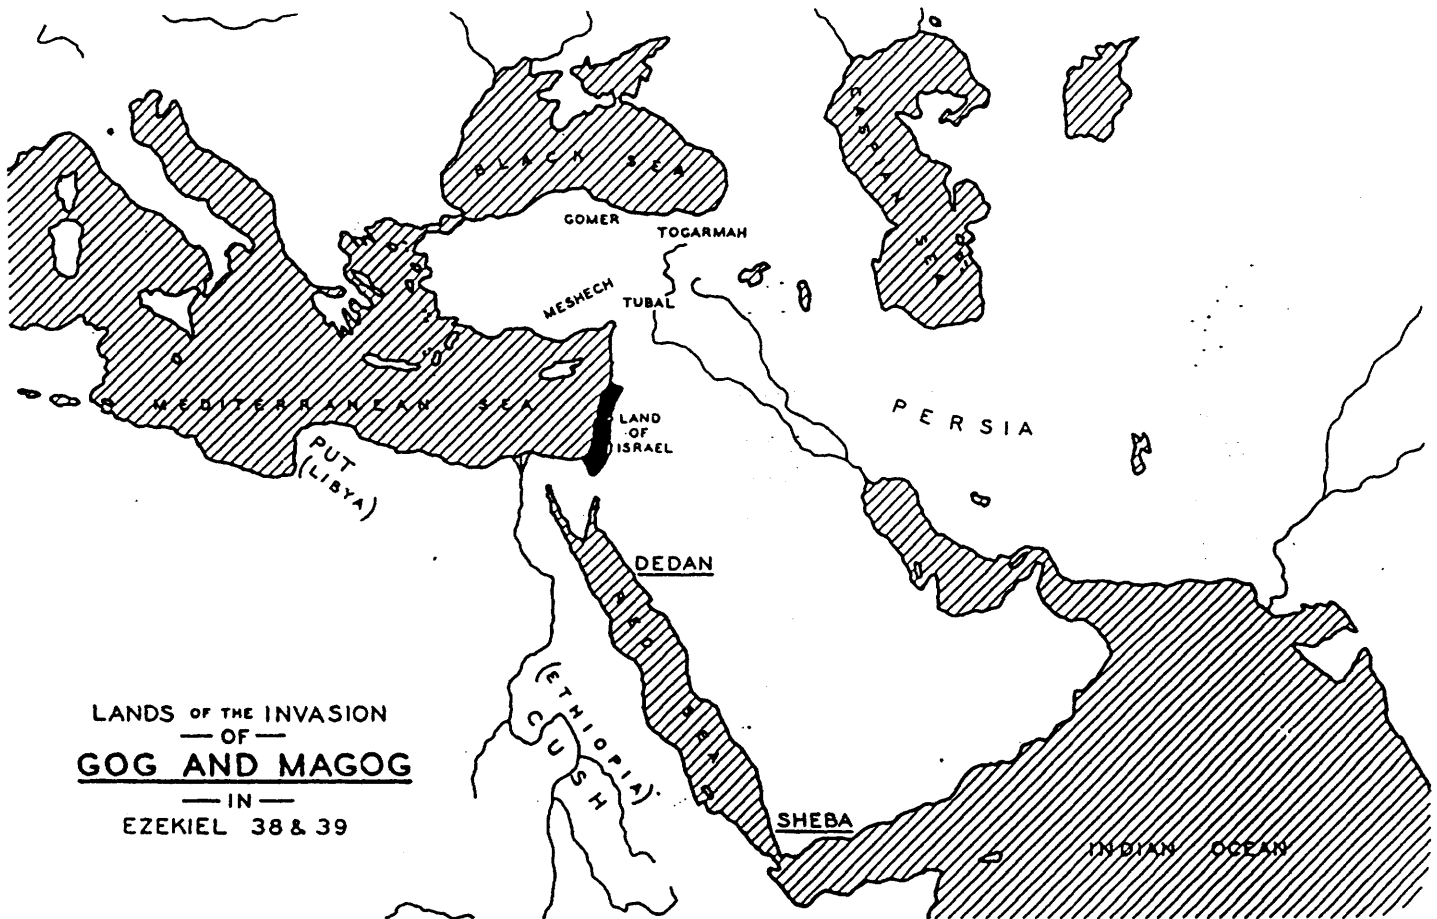 BLACK SEA
CASPIAN SEA
GOMER
TOGARMAH
MESHECH
TUBAL
MEDITERRANEAN SEA
LAND
OF
ISRAEL
PERSIA
PUT
(LIBYA)
DEDAN
RED SEA
(ETHIOPIA)
CUSH
SHEBA
INDIAN OCEAN
LANDS OF THE INVASION
— OF —
GOG AND MAGOG
— IN —
EZEKIEL 38 & 39